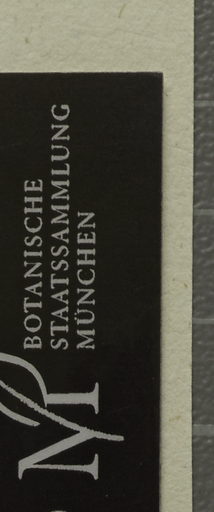 BOTANISCHE
STAATSSAMMLUNG
MÜNCHEN
M